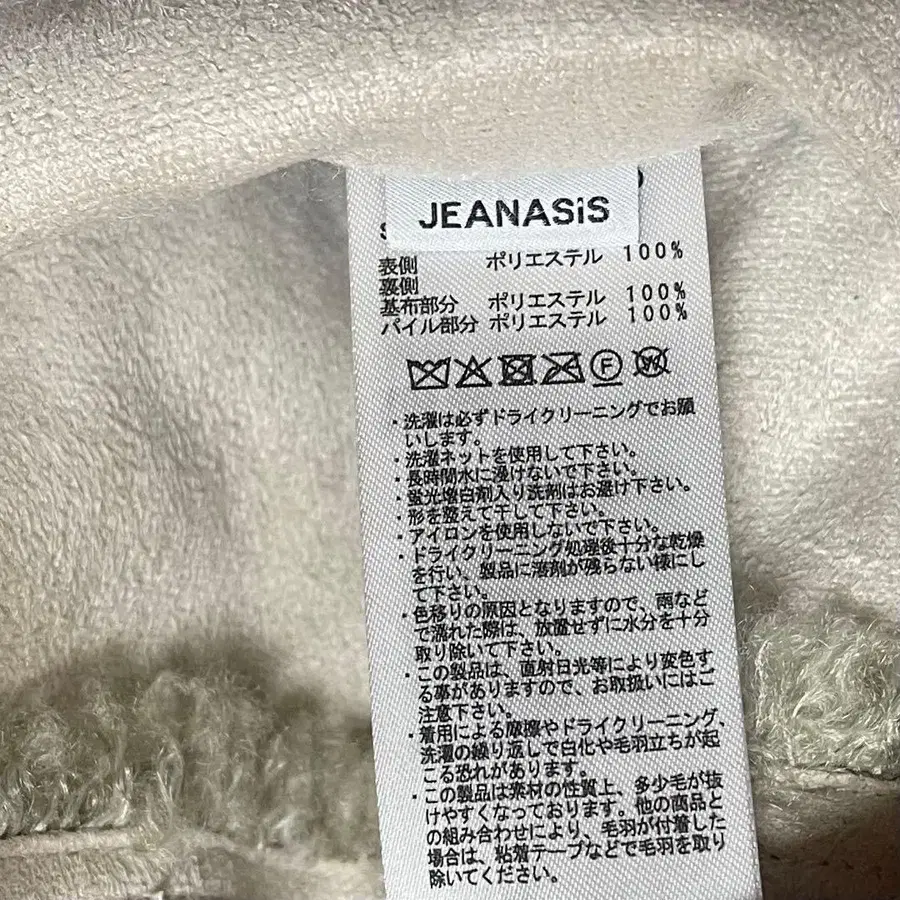 JEANASiS
表側 ポリエステル 100%
裏側
基布部分 ポリエステル 100%
パイル部分 ポリエステル 100%
F W
・洗濯は必ずドライクリーニングでお願
いします。
・洗濯ネットを使用して下さい。
・長時間水に浸けないで下さい。
・蛍光増白剤入り洗剤はお避け下さい。
・形を整えて干して下さい。
・アイロンを使用しないで下さい。
・ドライクリーニング処理後十分な乾燥
を行い、製品に溶剤が残らない様にし
て下さい。
・色移りの原因となりますので、雨など
で濡れた際は、放置せずに水分を十分
取り除いて下さい。
・この製品は、直射日光等により変色す
る事がありますので、お取扱いにはご
注意下さい。
・着用による摩擦やドライクリーニング、
洗濯の繰り返しで白化や毛羽立ちが起
こる恐れがあります。
・この製品は素材の性質上、多少毛が抜
けやすくなっております。他の商品と
の組み合わせにより、毛羽が付着した
場合は、粘着テープなどで毛羽を取り
除いてください。